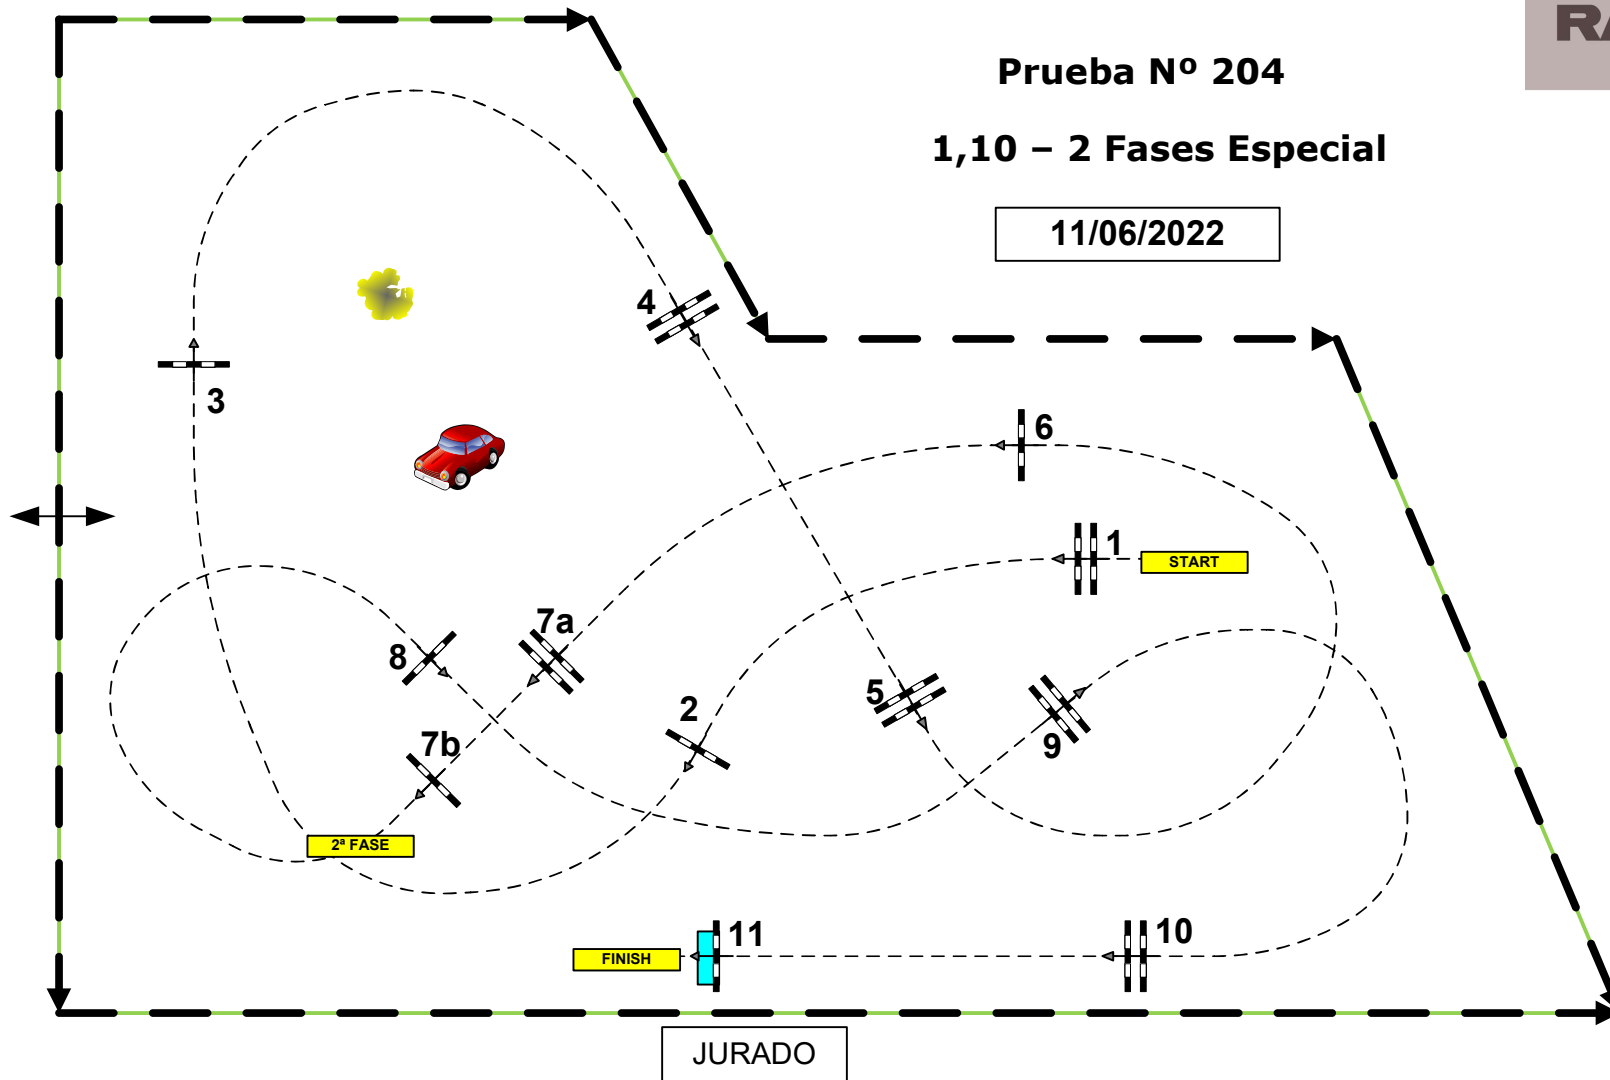 Prueba Nº 204
1,10 – 2 Fases Especial
11/06/2022
4
3
6
1
START
7a
8
2
5
7b
9
2ª FASE
11
10
FINISH
JURADO